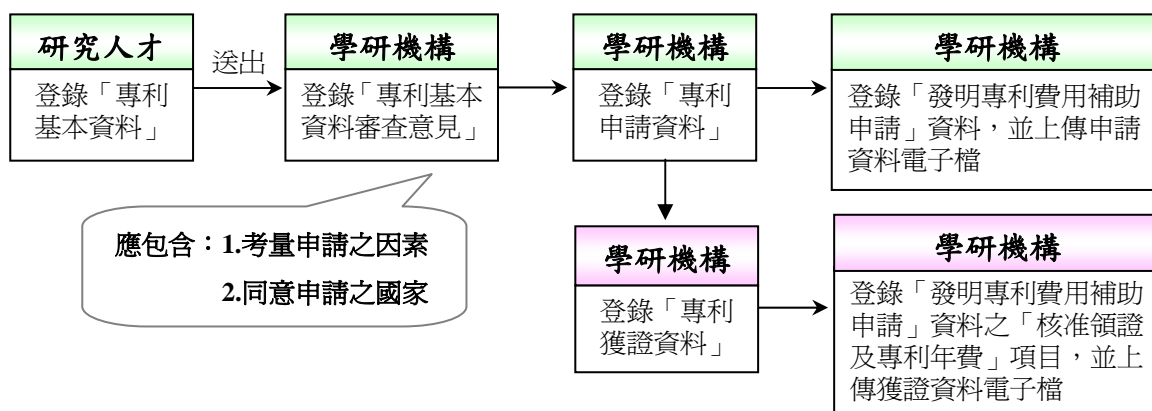 研究人才
登錄「專利
基本資料」
送出
學研機構
登錄「專利基本
資料審查意見」
學研機構
登錄「專利
申請資料」
學研機構
登錄「發明專利費用補助
申請」資料，並上傳申請
資料電子檔
應包含：1.考量申請之因素
2.同意申請之國家
學研機構
登錄「專利
獲證資料」
學研機構
登錄「發明專利費用補助
申請」資料之「核准領證
及專利年費」項目，並上
傳獲證資料電子檔